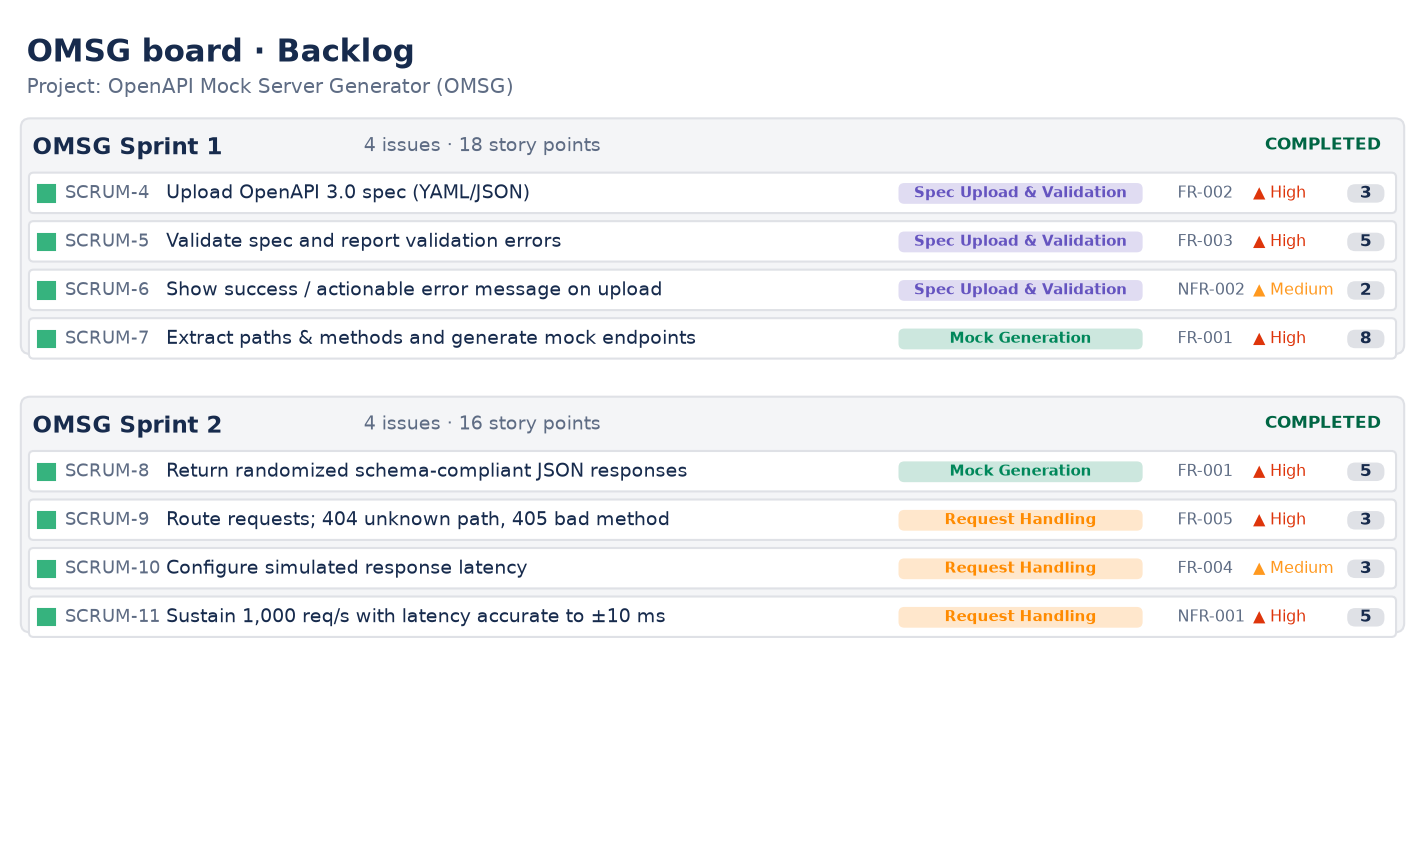 OMSG board · Backlog
Project: OpenAPI Mock Server Generator (OMSG)
OMSG Sprint 1 4 issues · 18 story points COMPLETED
SCRUM-4 Upload OpenAPI 3.0 spec (YAML/JSON) Spec Upload & Validation FR-002 ▲ High 3
SCRUM-5 Validate spec and report validation errors Spec Upload & Validation FR-003 ▲ High 5
SCRUM-6 Show success / actionable error message on upload Spec Upload & Validation NFR-002 ▲ Medium 2
SCRUM-7 Extract paths & methods and generate mock endpoints Mock Generation FR-001 ▲ High 8
OMSG Sprint 2 4 issues · 16 story points COMPLETED
SCRUM-8 Return randomized schema-compliant JSON responses Mock Generation FR-001 ▲ High 5
SCRUM-9 Route requests; 404 unknown path, 405 bad method Request Handling FR-005 ▲ High 3
SCRUM-10 Configure simulated response latency Request Handling FR-004 ▲ Medium 3
SCRUM-11 Sustain 1,000 req/s with latency accurate to ±10 ms Request Handling NFR-001 ▲ High 5